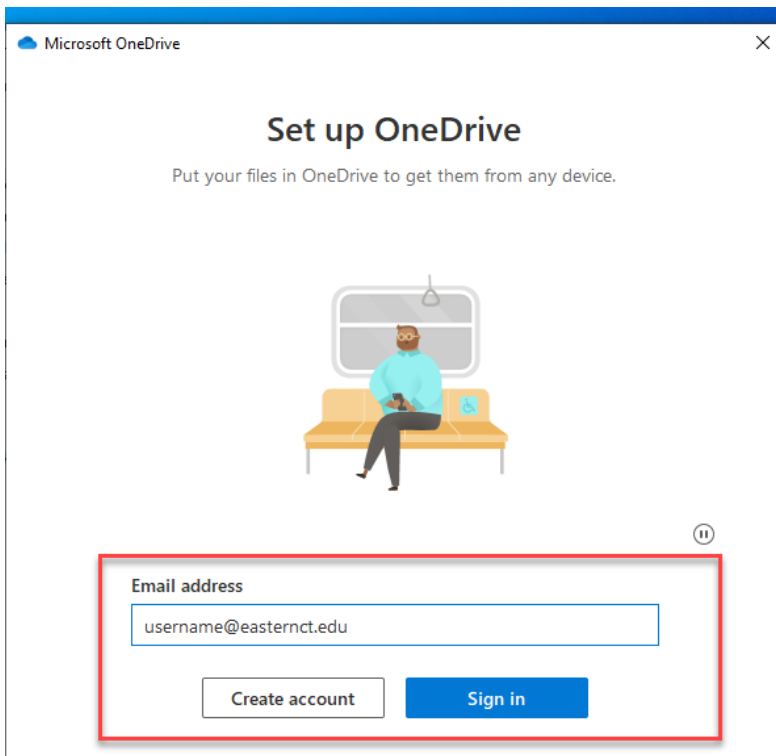 Microsoft OneDrive
Set up OneDrive
Put your files in OneDrive to get them from any device.
Email address
username@easternct.edu
Create account Sign in